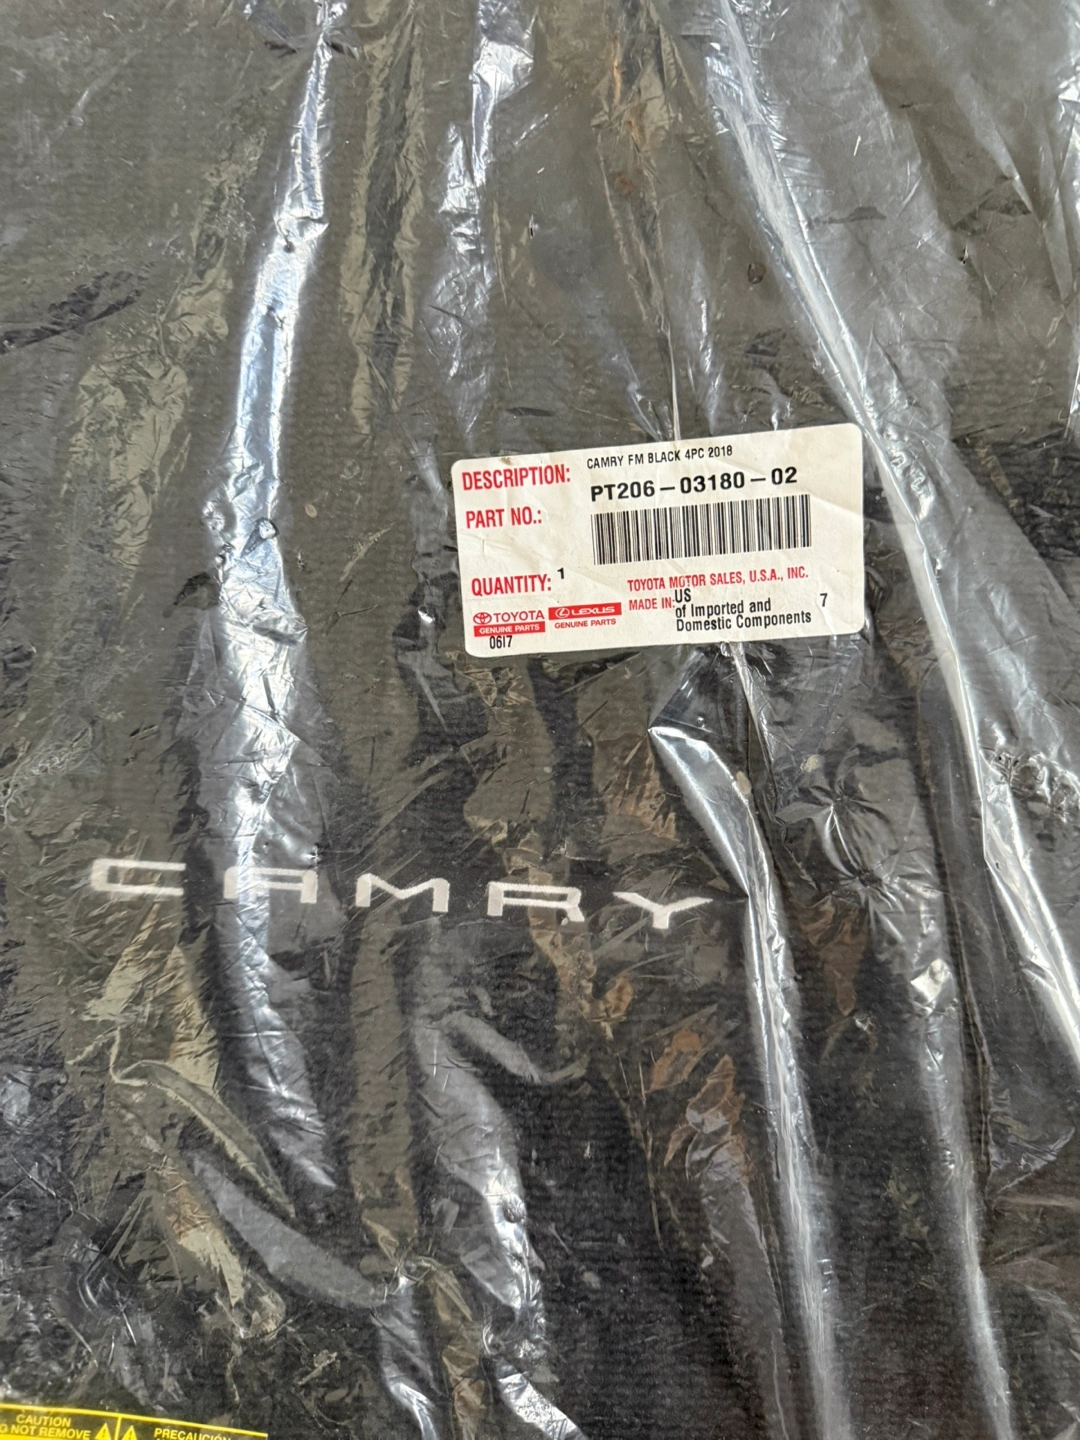 DESCRIPTION: CAMRY FM BLACK 4PC 2018
PART NO.: PT206-03180-02
QUANTITY: 1
TOYOTA MOTOR SALES, U.S.A., INC.
MADE IN: US
of Imported and
Domestic Components
7
TOYOTA
GENUINE PARTS
LEXUS
GENUINE PARTS
0617
CAMRY
CAUTION
NOT REMOVE
PRECAUCIÓN